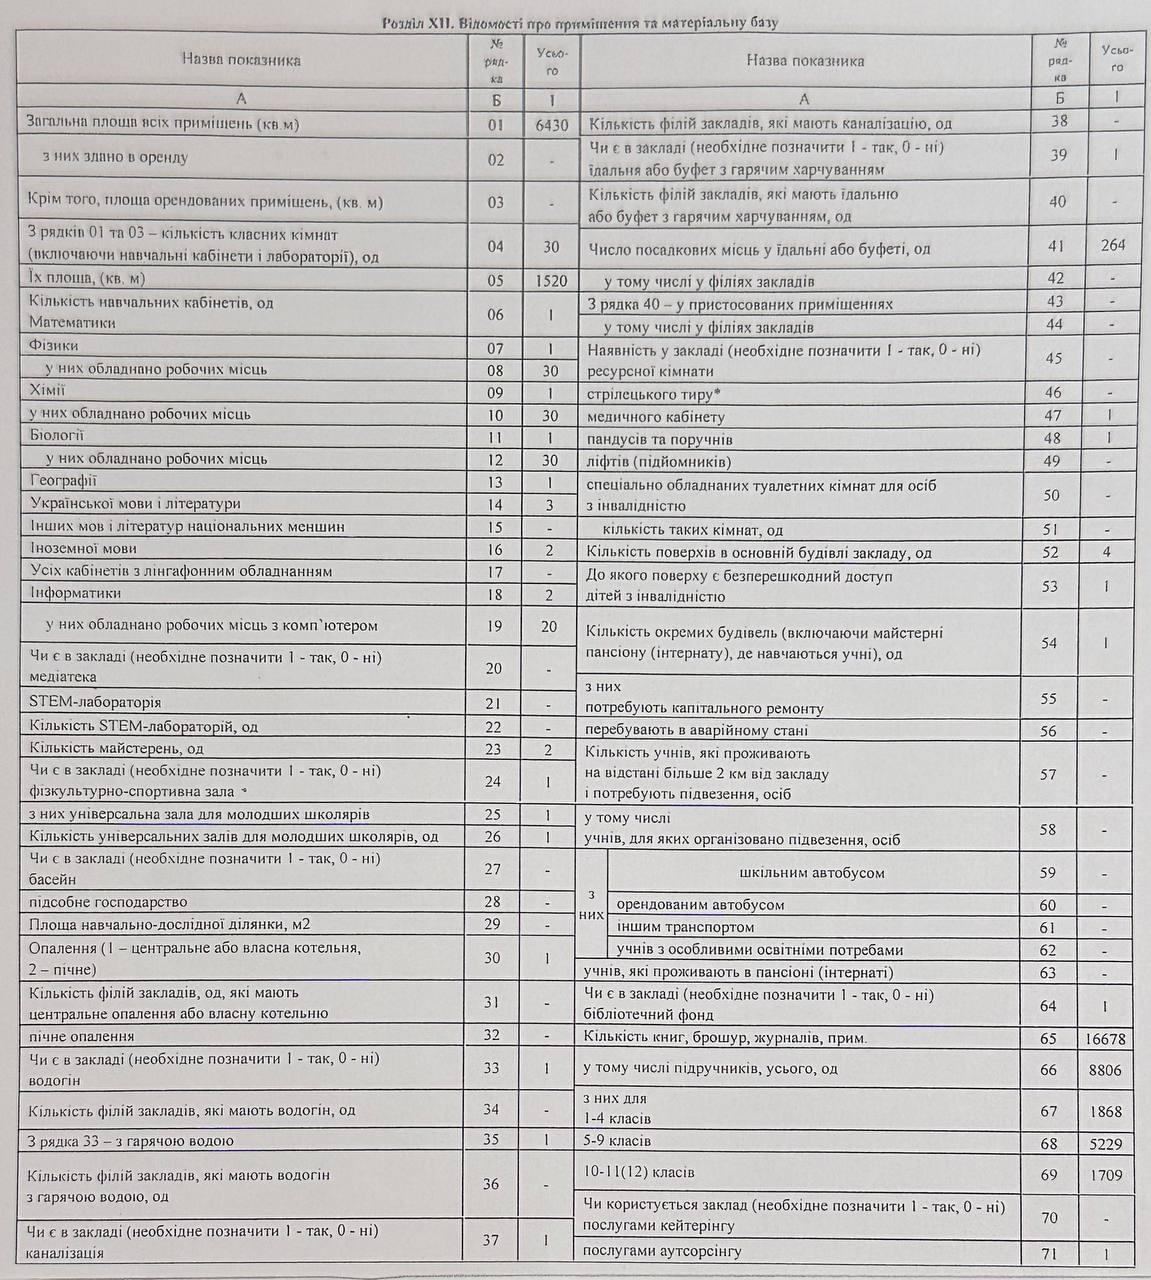 Розділ XII. Відомості про приміщення та матеріальну базу
Назва показника
№ ряд-ка
Усьо-го
А
Б
1
Загальна площа всіх приміщень (кв.м) 01 6430
з них здано в оренду 02 -
Крім того, площа орендованих приміщень, (кв. м) 03 -
З рядків 01 та 03 – кількість класних кімнат
(включаючи навчальні кабінети і лабораторії), од 04 30
Їх площа, (кв. м) 05 1520
Кількість навчальних кабінетів, од
Математики 06 1
Фізики 07 1
у них обладнано робочих місць 08 30
Хімії 09 1
у них обладнано робочих місць 10 30
Біології 11 1
у них обладнано робочих місць 12 30
Географії 13 1
Української мови і літератури 14 3
Інших мов і літератур національних меншин 15 -
Іноземної мови 16 2
Усіх кабінетів з лінгафонним обладнанням 17 -
Інформатики 18 2
у них обладнано робочих місць з комп`ютером 19 20
Чи є в закладі (необхідне позначити 1 - так, 0 - ні)
медіатека 20 -
STEM-лабораторія 21 -
Кількість STEM-лабораторій, од 22 -
Кількість майстерень, од 23 2
Чи є в закладі (необхідне позначити 1 - так, 0 - ні)
фізкультурно-спортивна зала * 24 1
з них універсальна зала для молодших школярів 25 1
Кількість універсальних залів для молодших школярів, од 26 1
Чи є в закладі (необхідне позначити 1 - так, 0 - ні)
басейн 27 -
підсобне господарство 28 -
Площа навчально-дослідної ділянки, м2 29 -
Опалення (1 – центральне або власна котельня,
2 – пічне) 30 1
Кількість філій закладів, од, які мають
центральне опалення або власну котельню 31 -
пічне опалення 32 -
Чи є в закладі (необхідне позначити 1 - так, 0 - ні)
водогін 33 1
Кількість філій закладів, які мають водогін, од 34 -
З рядка 33 – з гарячою водою 35 1
Кількість філій закладів, які мають водогін
з гарячою водою, од 36 -
Чи є в закладі (необхідне позначити 1 - так, 0 - ні)
каналізація 37 1
Назва показника
№ ряд-ка
Усьо-го
А
Б
1
Кількість філій закладів, які мають каналізацію, од 38 -
Чи є в закладі (необхідне позначити 1 - так, 0 - ні)
їдальня або буфет з гарячим харчуванням 39 1
Кількість філій закладів, які мають їдальню
або буфет з гарячим харчуванням, од 40 -
Число посадкових місць у їдальні або буфеті, од 41 264
у тому числі у філіях закладів 42 -
З рядка 40 – у пристосованих приміщеннях 43 -
у тому числі у філіях закладів 44 -
Наявність у закладі (необхідне позначити 1 - так, 0 - ні)
ресурсної кімнати 45 -
стрілецького тиру* 46 -
медичного кабінету 47 1
пандусів та поручнів 48 1
ліфтів (підйомників) 49 -
спеціально обладнаних туалетних кімнат для осіб
з інвалідністю 50 -
кількість таких кімнат, од 51 -
Кількість поверхів в основній будівлі закладу, од 52 4
До якого поверху є безперешкодний доступ
дітей з інвалідністю 53 1
Кількість окремих будівель (включаючи майстерні
пансіону (інтернату), де навчаються учні), од 54 1
з них
потребують капітального ремонту 55 -
перебувають в аварійному стані 56 -
Кількість учнів, які проживають
на відстані більше 2 км від закладу
і потребують підвезення, осіб 57 -
у тому числі
учнів, для яких організовано підвезення, осіб 58 -
з них
шкільним автобусом 59 -
орендованим автобусом 60 -
іншим транспортом 61 -
учнів з особливими освітніми потребами 62 -
учнів, які проживають в пансіоні (інтернаті) 63 -
Чи є в закладі (необхідне позначити 1 - так, 0 - ні)
бібліотечний фонд 64 1
Кількість книг, брошур, журналів, прим. 65 16678
у тому числі підручників, усього, од 66 8806
з них для
1-4 класів 67 1868
5-9 класів 68 5229
10-11(12) класів 69 1709
Чи користується заклад (необхідне позначити 1 - так, 0 - ні)
послугами кейтерінгу 70 -
послугами аутсорсінгу 71 1